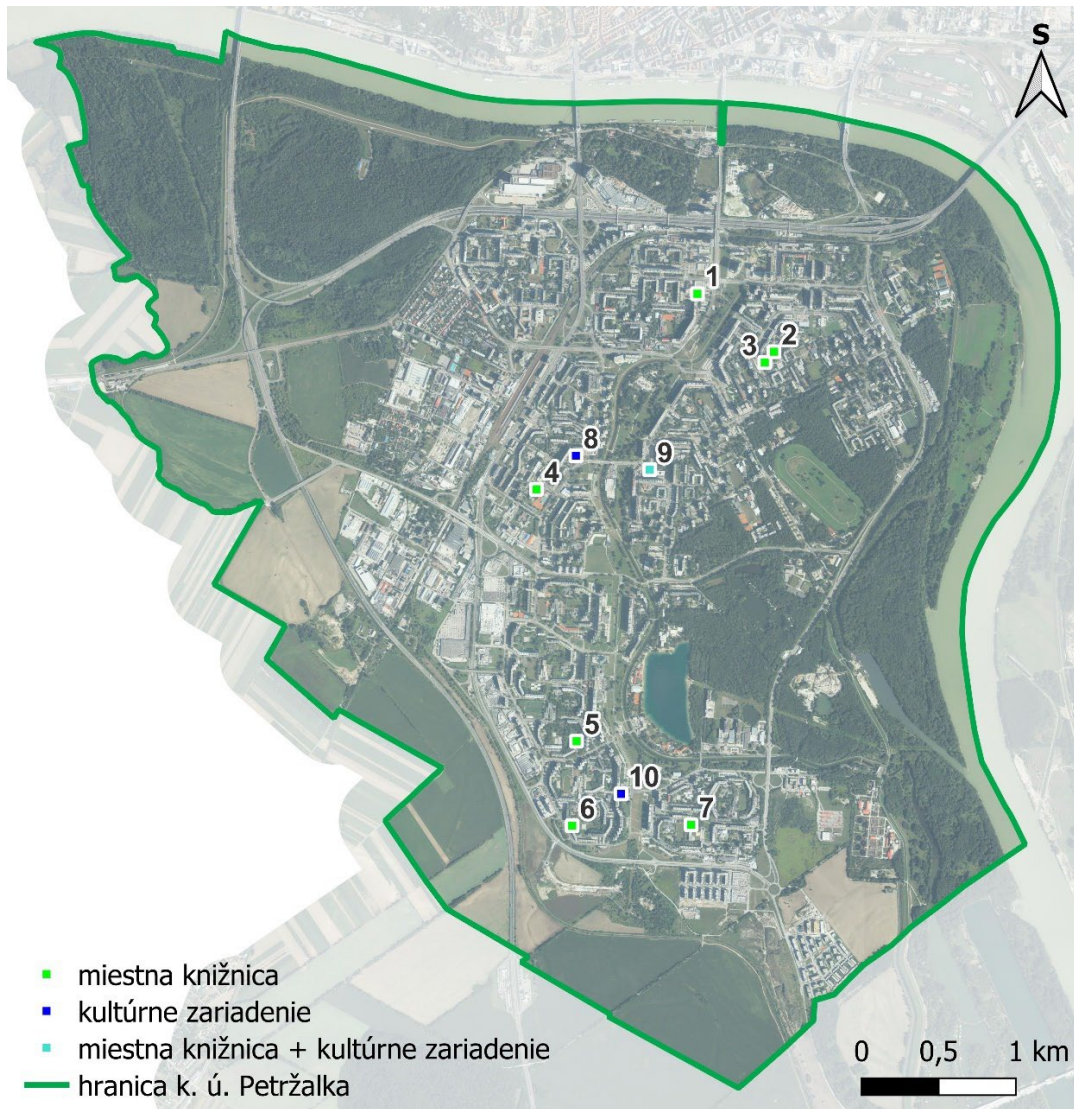 S
1
2
3
8
9
4
5
10
6
7
miestna knižnica
kultúrne zariadenie
miestna knižnica + kultúrne zariadenie
hranica k. ú. Petržalka
0 0,5 1 km